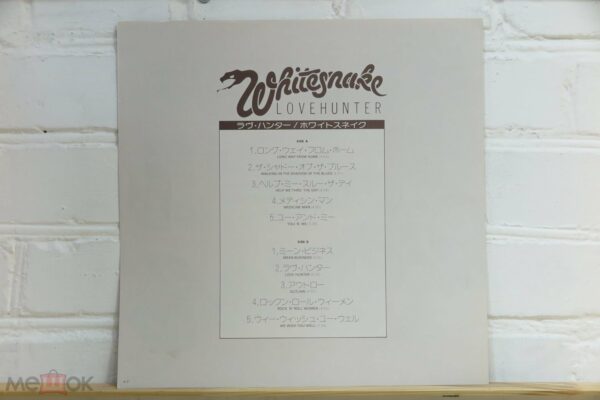 Whitesnake
LOVEHUNTER
ラヴ・ハンター／ホワイトスネイク
SIDE A
1.ロング・ウェイ・フロム・ホーム
LONG WAY FROM HOME
2.ザ・シャドー・オブ・ザ・ブルース
WALKING IN THE SHADOW OF THE BLUES
3.ヘルプ・ミー・スルー・ザ・デイ
HELP ME THRO' THE DAY
4.メディシン・マン
MEDICINE MAN
5.ユー・アンド・ミー
YOU 'N' ME
SIDE B
1.ミーン・ビジネス
MEAN BUSINESS
2.ラヴ・ハンター
LOVE HUNTER
3.アウトロー
OUTLAW
4.ロックン・ロール・ウィーメン
ROCK 'N' ROLL WOMEN
5.ウィー・ウィッシュ・ユー・ウェル
WE WISH YOU WELL
мешок